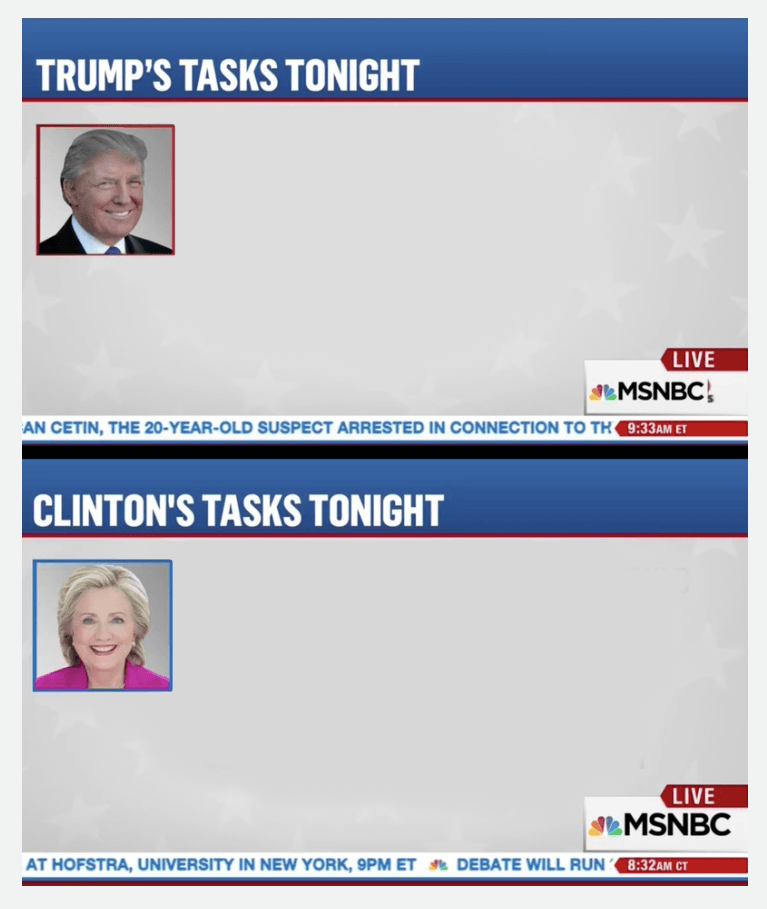 TRUMP'S TASKS TONIGHT
LIVE
MSNBC
AN CETIN, THE 20-YEAR-OLD SUSPECT ARRESTED IN CONNECTION TO TH
9:33AM ET
CLINTON'S TASKS TONIGHT
LIVE
MSNBC
AT HOFSTRA, UNIVERSITY IN NEW YORK, 9PM ET DEBATE WILL RUN
8:32AM CT